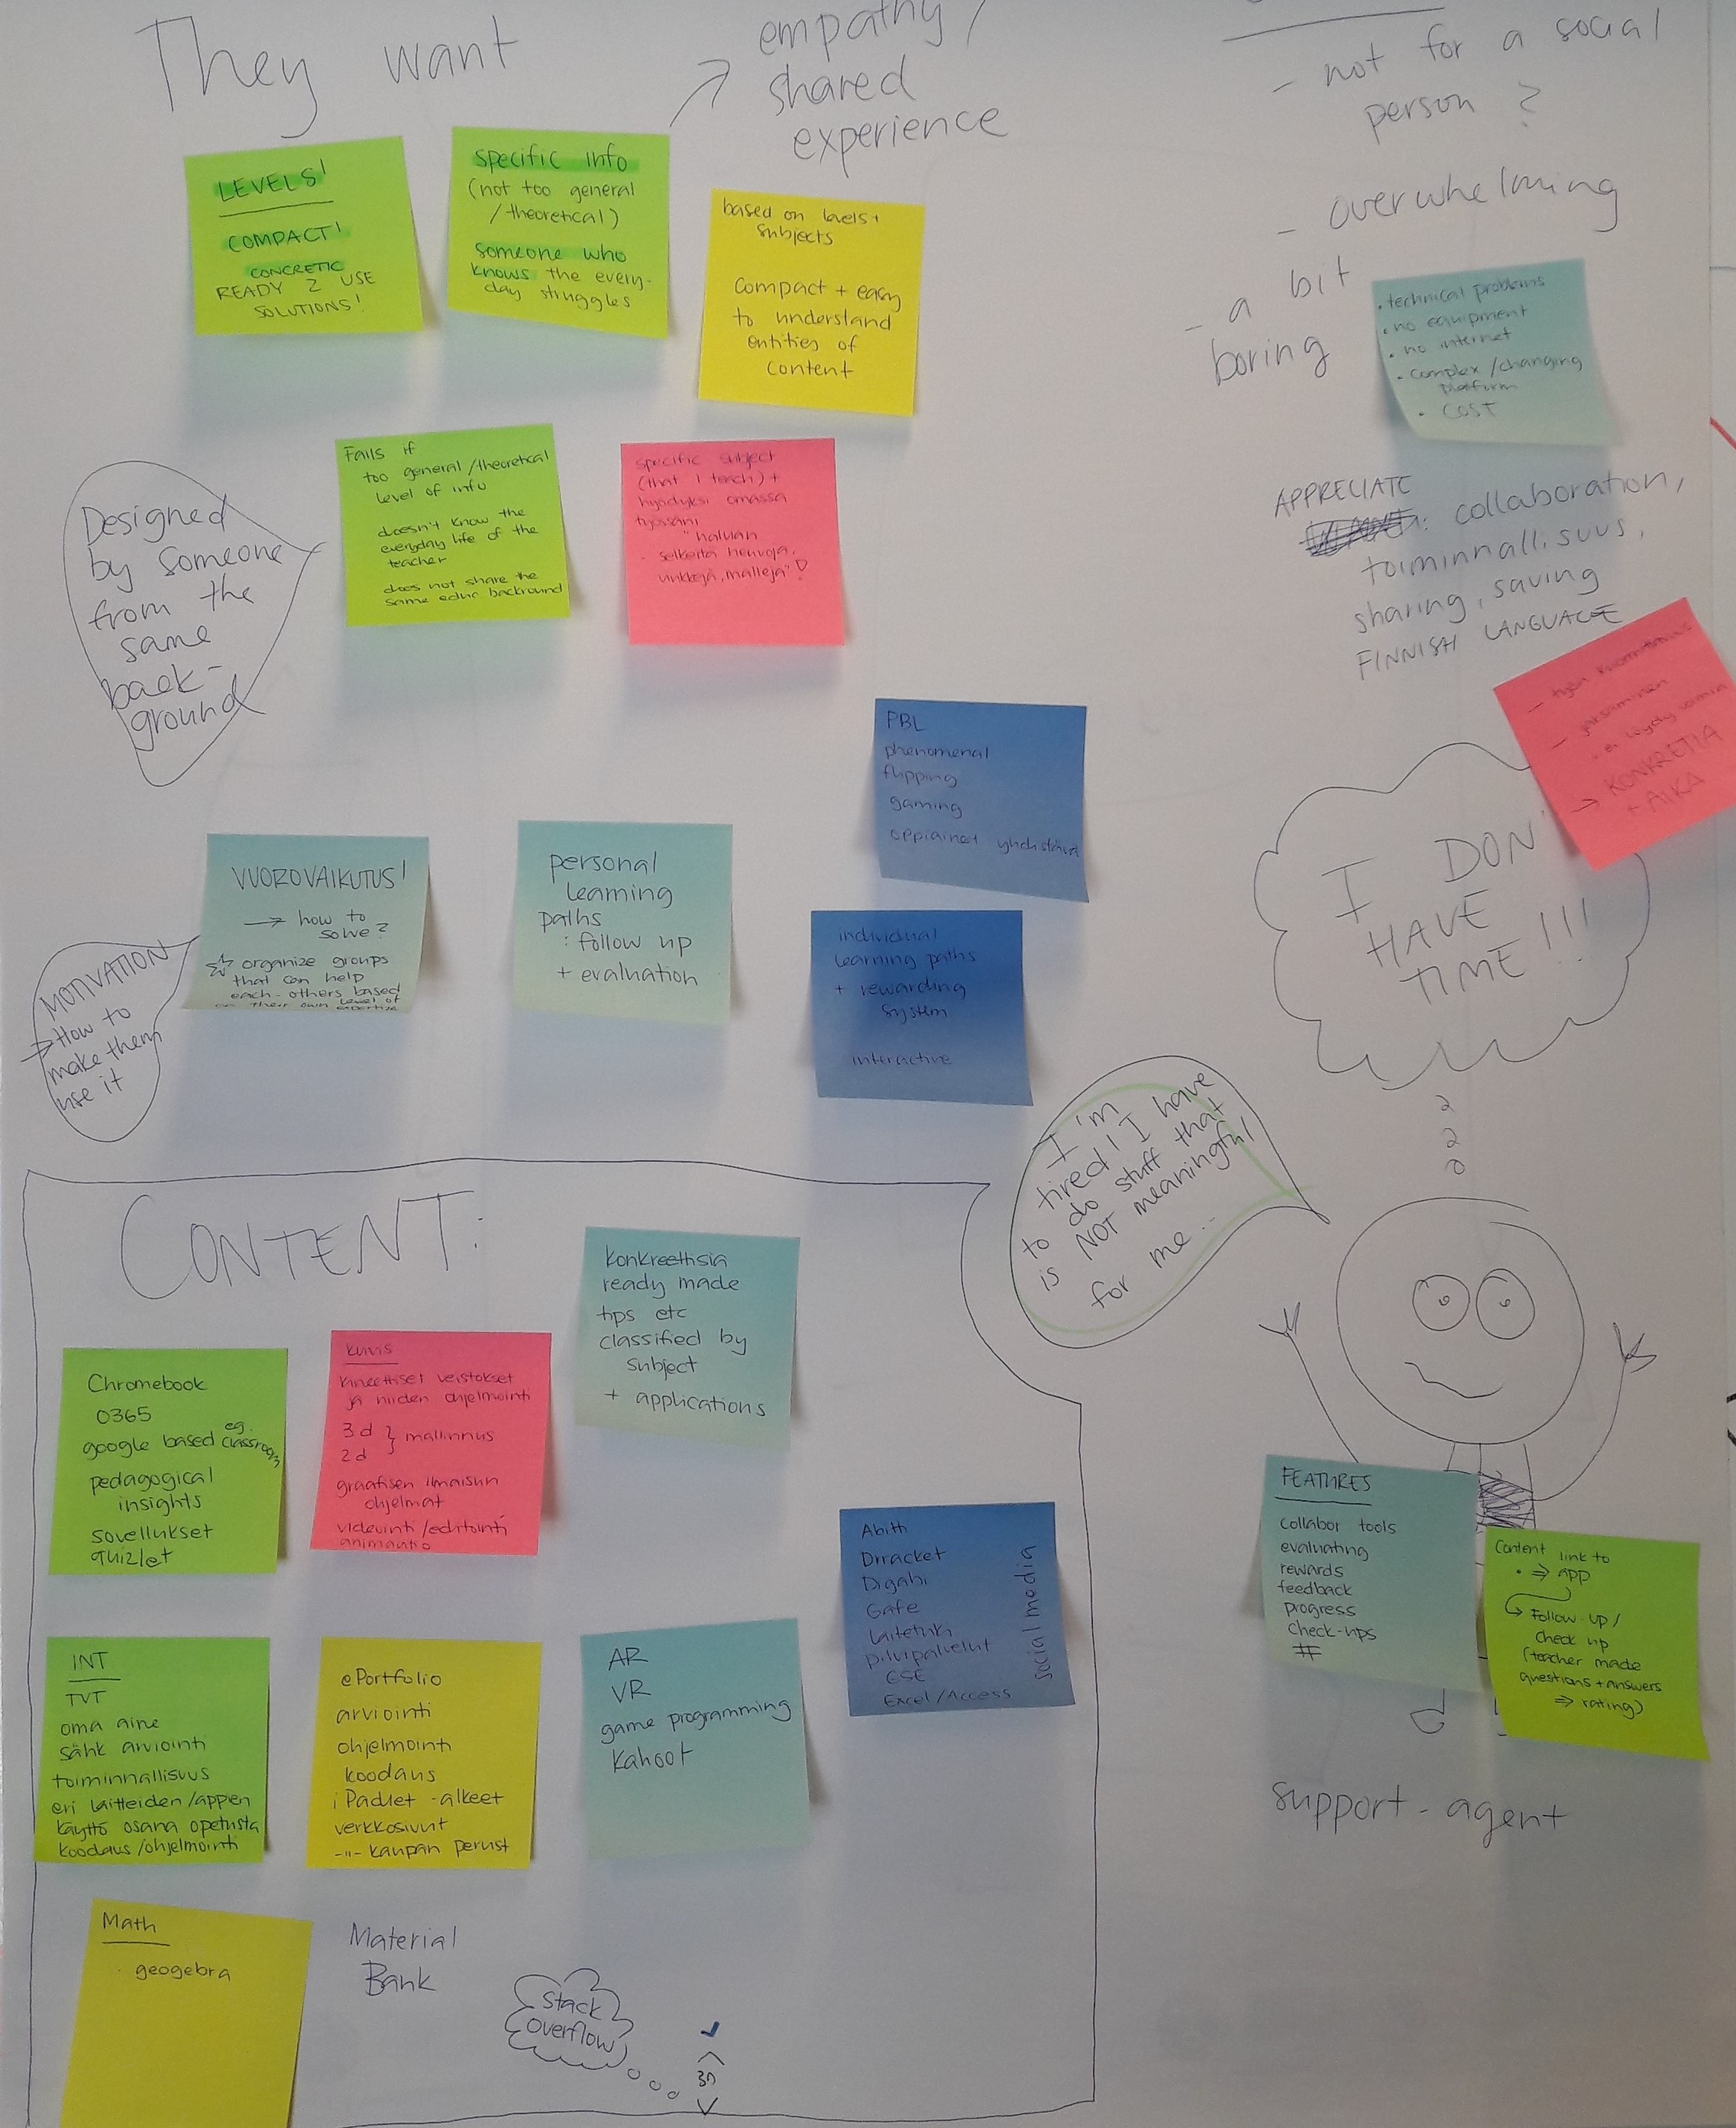 They want
empathy /
shared
experience
LEVELS!
COMPACT!
CONCRETIC
READY 2 USE
SOLUTIONS!
specific info
(not too general
/theoretical)
someone who
knows the every-
day struggles
based on levels+
subjects
Compact + easy
to understand
entities of
content
Fails if
too general/theoretical
level of info
doesn't know the
everyday life of the
teacher
does not share the
same educ backround
specific subject
(that I teach) +
hyödyksi omassa
työssäni
"haluan
selkeitä neuvoja,
vinkkejä, malleja"!
Designed
by someone
from the
same
back-
ground
- not for a social
person?
- overwhelming
- a bit
boring
• technical problems
• no equipment
• no internet
• complex/changing
platform
• COST
APPRECIATE
: collaboration,
toiminnallisuus,
sharing, saving
FINNISH LANGUAGE
- työn
- jaksaminen
• ei löydy
→ KONKRETIA
+ AIKA
I DON'
HAVE
TIME!!!
PBL
phenomenal
flipping
gaming
oppiaineet yhdistävä
VUOROVAIKUTUS!
→ how to
solve?
☆ organize groups
that can help
each-others based
on their own level of
expertise
personal
learning
paths
: follow up
+ evaluation
individual
learning paths
+ rewarding
system
interactive
MOTIVATION
→ How to
make them
use it
I'm
tired! I have
to do stuff that
is NOT meaningful
for me...
CONTENT:
Konkreettisia
ready made
tips etc
classified by
subject
+ applications
Chromebook
O365
google based eg. classroom
pedagogical
insights
sovellukset
quizlet
kuvis
kineettiset veistokset
ja niiden ohjelmointi
3d } mallinnus
2d
graafisen ilmaisun
ohjelmat
videointi/editointi
animaatio
Abitti
Drracket
Digabi
Gafe
laitetuki
pilvipalvelut
GSE
Excel/Access
social media
INT
TVT
oma aine
sähk arviointi
toiminnallisuus
eri laitteiden/appien
käyttö osana opetusta
koodaus/ohjelmointi
ePortfolio
arviointi
ohjelmointi
koodaus
iPadlet -alkeet
verkkosivut
-"- kaupan perust
AR
VR
game programming
Kahoot
Math
• geogebra
Material
Bank
Stack
overflow
FEATURES
collabor tools
evaluating
rewards
feedback
progress
check-ups
#
Content link to
• ⇒ app
↪ Follow-up/
Check up
(teacher made
questions+answers
⇒ rating)
support-agent